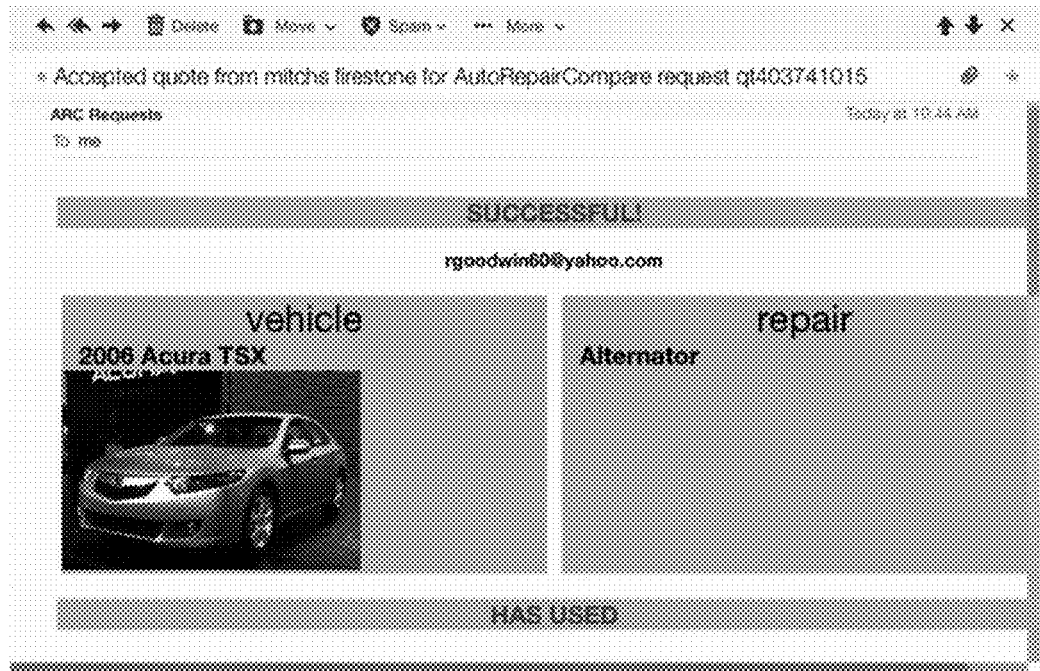 Delete Move Spam More
Accepted quote from mitchs firestone for AutoRepairCompare request qt403741015
ARC Requests Today at 10:44 AM
To me
SUCCESSFUL!
rgoodwin60@yahoo.com
vehicle repair
2006 Acura TSX Alternator
ACURA
HAS USED